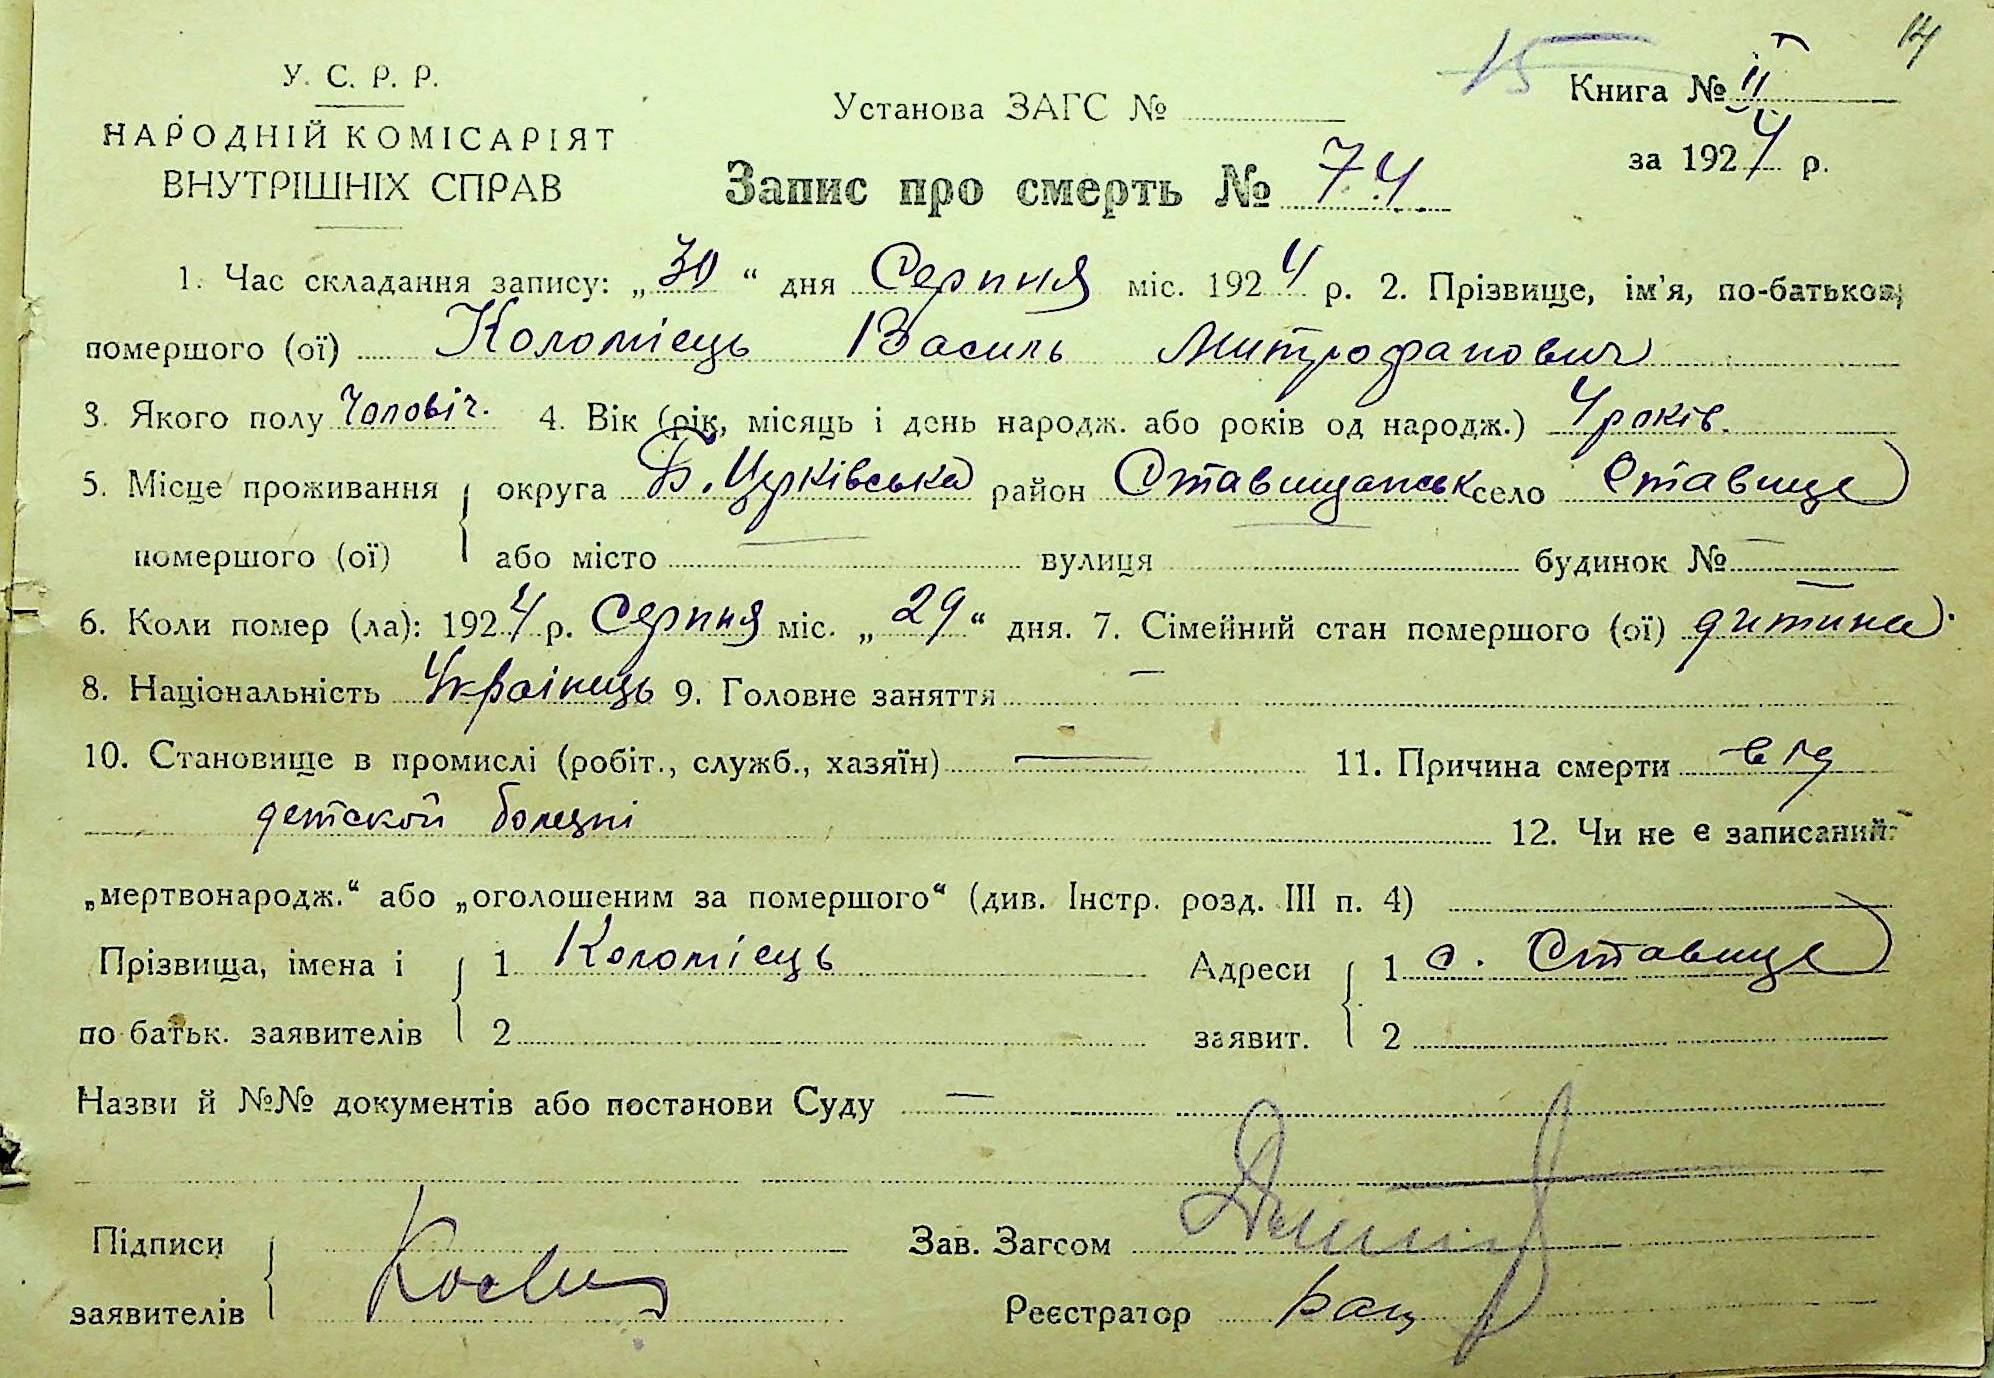 14
У. С. Р. Р.
НАРОДНІЙ КОМІСАРІЯТ
ВНУТРІШНІХ СПРАВ
Установа ЗАГС №
15
Книга № II
за 1924 р.
Запис про смерть № 74
1. Час складання запису: „30“ дня Серпня міс. 1924 р. 2. Прізвище, ім'я, по-батькові
помершого (ої) Коломієць Василь Митрофанович
3. Якого полу чоловіч. 4. Вік (рік, місяць і день народж. або років од народж.) 4 років.
5. Місце проживання помершого (ої) { округа Б. Церківська район Ставищанськ село Ставище
або місто — вулиця — будинок № —
6. Коли помер (ла): 1924 р. Серпня міс. „29“ дня. 7. Сімейний стан помершого (ої) дитина.
8. Національність Українець 9. Головне заняття —
10. Становище в промислі (робіт., служб., хазяїн) — 11. Причина смерти від
детской болезні 12. Чи не є записаний
„мертвонародж.“ або „оголошеним за помершого“ (див. Інстр. розд. III п. 4)
Прізвища, імена і { 1 Коломієць Адреси { 1 с. Ставище
по батьк. заявителів 2 заявит. 2
Назви й №№ документів або постанови Суду —
Підписи Зав. Загсом
заявителів Реєстратор